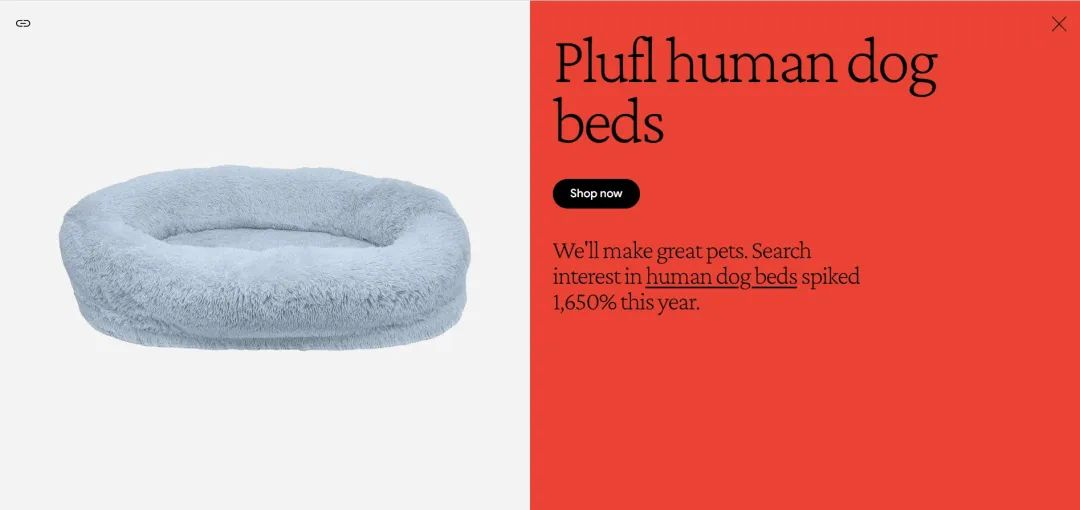 Plufl human dog
beds
Shop now
We'll make great pets. Search
interest in human dog beds spiked
1,650% this year.